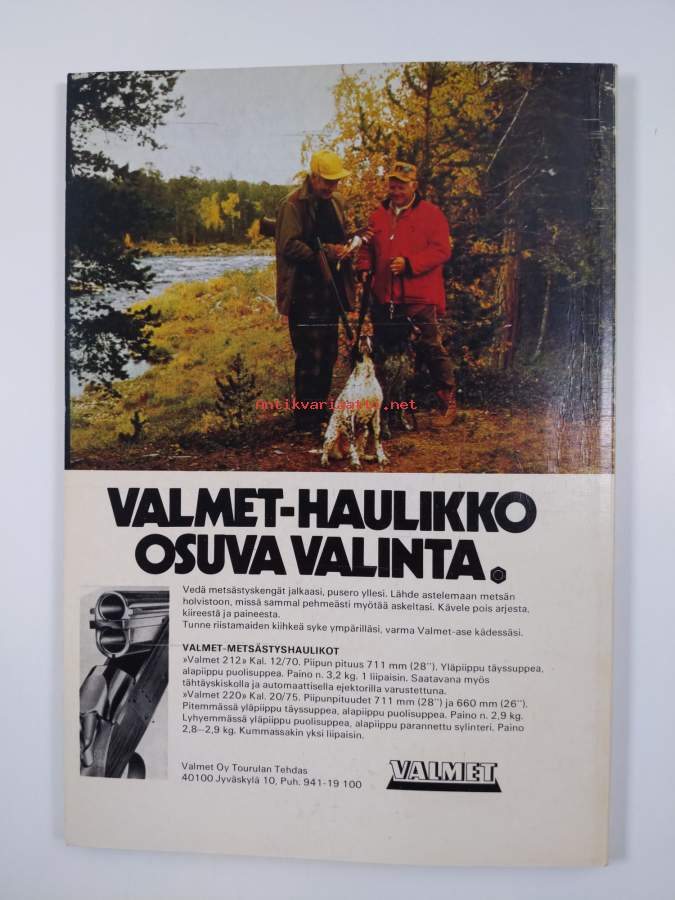 antikvariaatti.net
VALMET-HAULIKKO
OSUVA VALINTA.
Vedä metsästyskengät jalkaasi, pusero yllesi. Lähde astelemaan metsän
holvistoon, missä sammal pehmeästi myötää askeltasi. Kävele pois arjesta,
kiireestä ja paineesta.
Tunne riistamaiden kiihkeä syke ympärilläsi, varma Valmet-ase kädessäsi.
VALMET-METSÄSTYSHAULIKOT
»Valmet 212» Kal. 12/70. Piipun pituus 711 mm (28″). Yläpiippu täyssuppea,
alapiippu puolisuppea. Paino n. 3,2 kg. 1 liipaisin. Saatavana myös
tähtäyskiskolla ja automaattisella ejektorilla varustettuna.
»Valmet 220» Kal. 20/75. Piipunpituudet 711 mm (28″) ja 660 mm (26″).
Pitemmässä yläpiippu täyssuppea, alapiippu puolisuppea. Paino n. 2,9 kg.
Lyhyemmässä yläpiippu puolisuppea, alapiippu parannettu sylinteri. Paino
2,8–2,9 kg. Kummassakin yksi liipaisin.
Valmet Oy Tourulan Tehdas
40100 Jyväskylä 10, Puh. 941-19 100
VALMET